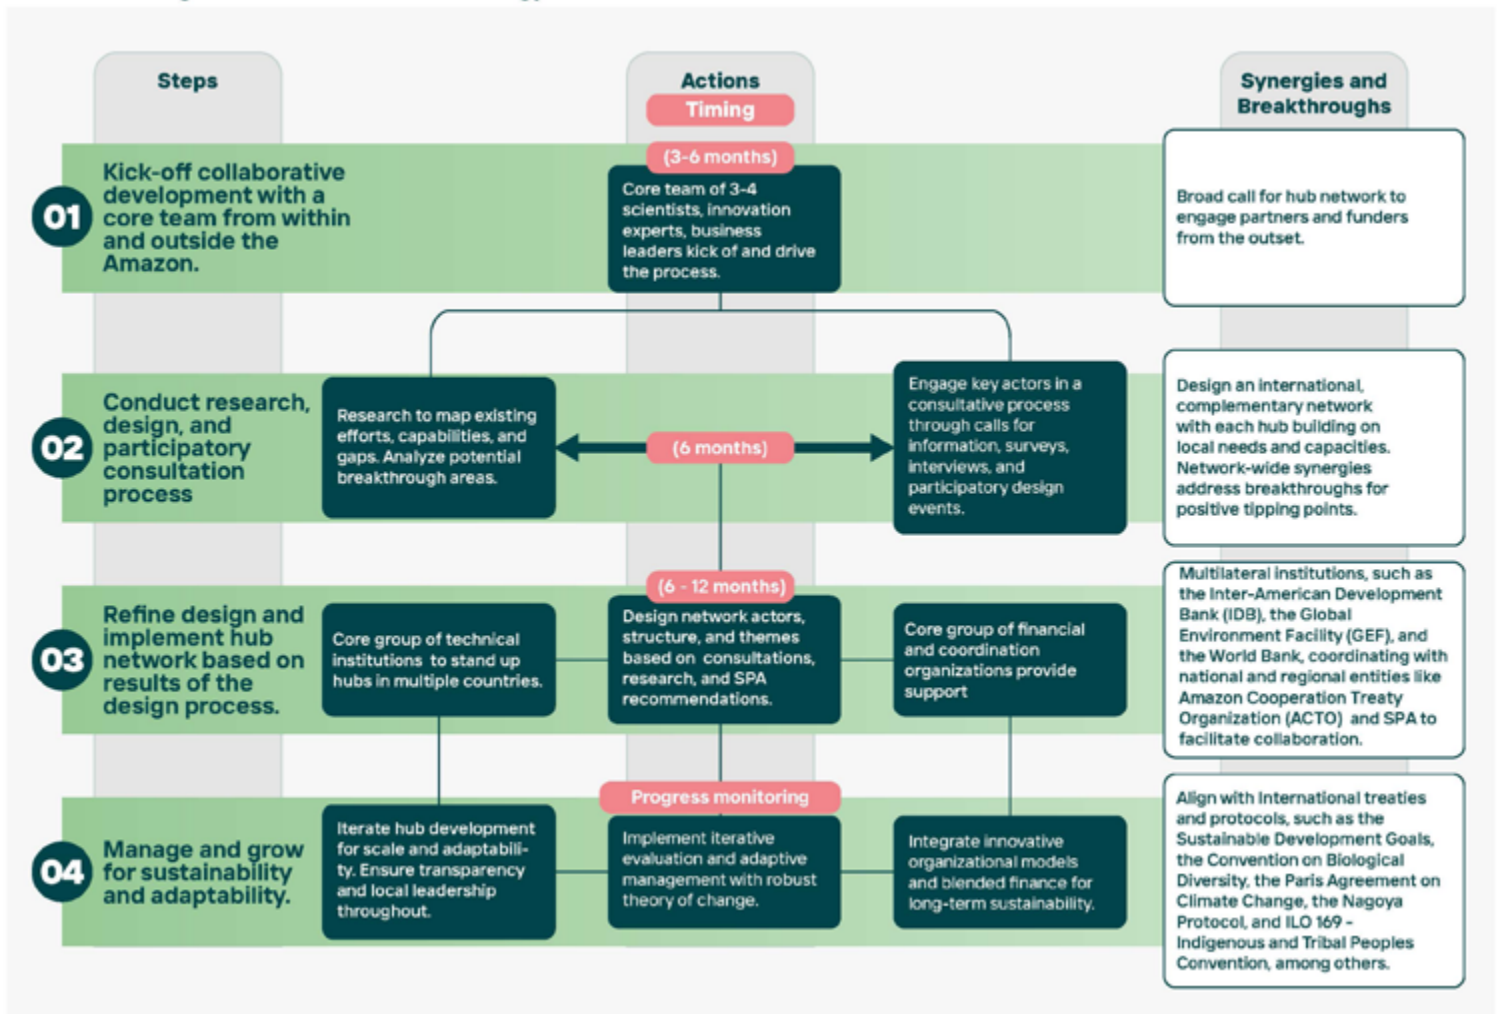 Steps
Actions
Timing
Synergies and
Breakthroughs
01
Kick-off collaborative
development with a
core team from within
and outside the
Amazon.
(3-6 months)
Core team of 3-4
scientists, innovation
experts, business
leaders kick of and drive
the process.
Broad call for hub network to
engage partners and funders
from the outset.
02
Conduct research,
design, and
participatory
consultation
process
Research to map existing
efforts, capabilities, and
gaps. Analyze potential
breakthrough areas.
(6 months)
Engage key actors in a
consultative process
through calls for
information, surveys,
interviews, and
participatory design
events.
Design an international,
complementary network
with each hub building on
local needs and capacities.
Network-wide synergies
address breakthroughs for
positive tipping points.
03
Refine design and
implement hub
network based on
results of the
design process.
Core group of technical
institutions to stand up
hubs in multiple countries.
(6 - 12 months)
Design network actors,
structure, and themes
based on consultations,
research, and SPA
recommendations.
Core group of financial
and coordination
organizations provide
support
Multilateral institutions, such as
the Inter-American Development
Bank (IDB), the Global
Environment Facility (GEF), and
the World Bank, coordinating with
national and regional entities like
Amazon Cooperation Treaty
Organization (ACTO) and SPA to
facilitate collaboration.
04
Manage and grow
for sustainability
and adaptability.
Iterate hub development
for scale and adaptabili-
ty. Ensure transparency
and local leadership
throughout.
Progress monitoring
Implement iterative
evaluation and adaptive
management with robust
theory of change.
Integrate innovative
organizational models
and blended finance for
long-term sustainability.
Align with International treaties
and protocols, such as the
Sustainable Development Goals,
the Convention on Biological
Diversity, the Paris Agreement on
Climate Change, the Nagoya
Protocol, and ILO 169 -
Indigenous and Tribal Peoples
Convention, among others.